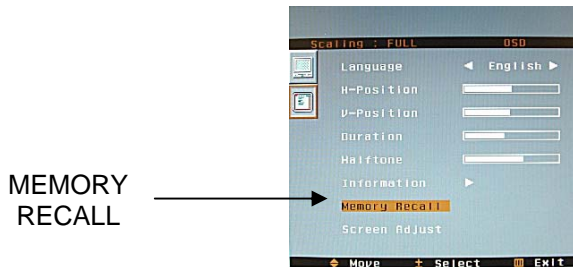 Scaling : FULL OSD
Language ◄ English ►
H-Position
V-Position
Duration
Halftone
Information ►
MEMORY
RECALL
Memory Recall
Screen Adjust
Move ± Select m Exit